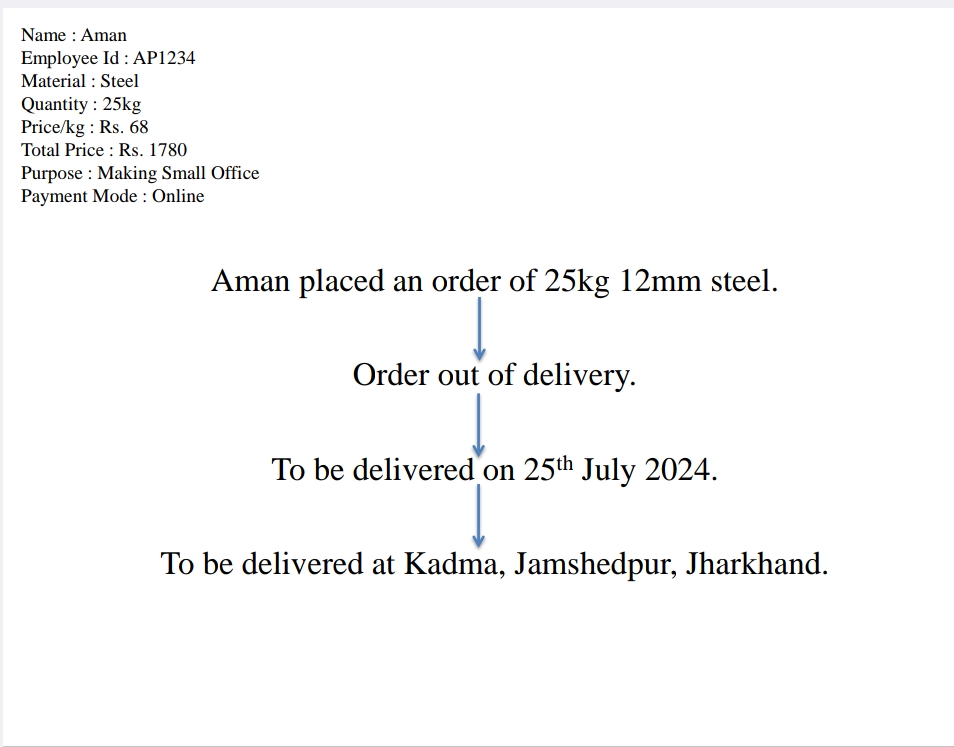 Name : Aman
Employee Id : AP1234
Material : Steel
Quantity : 25kg
Price/kg : Rs. 68
Total Price : Rs. 1780
Purpose : Making Small Office
Payment Mode : Online
Aman placed an order of 25kg 12mm steel.
Order out of delivery.
To be delivered on 25th July 2024.
To be delivered at Kadma, Jamshedpur, Jharkhand.